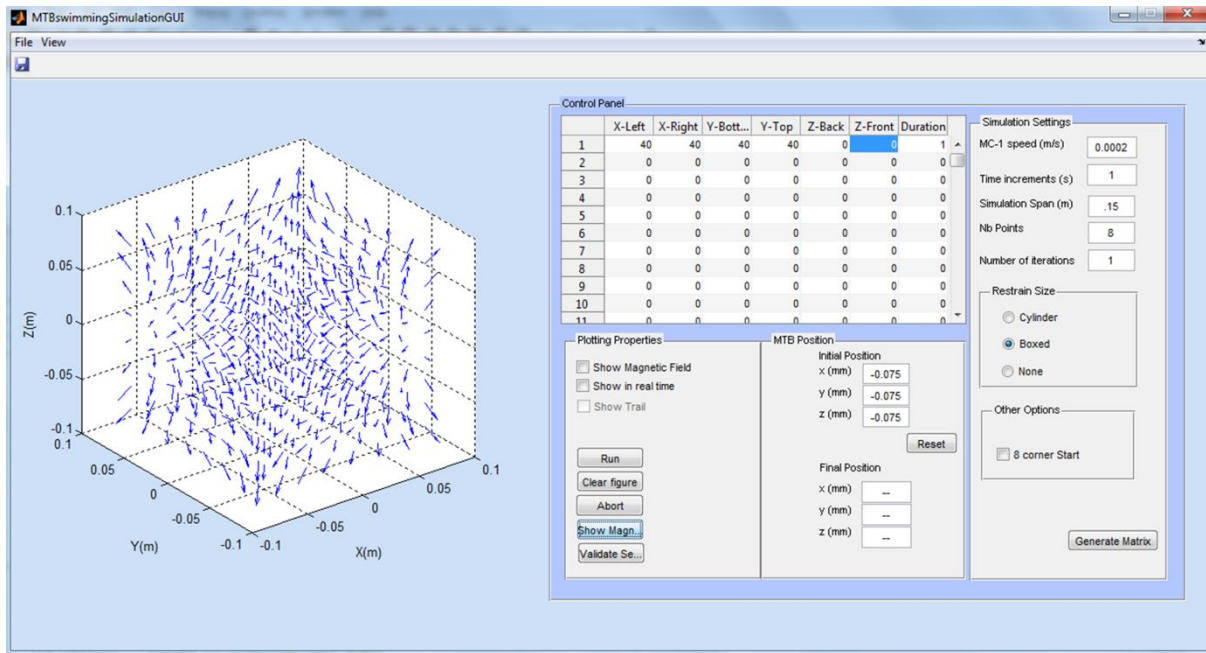 MTBswimmingSimulationGUI
File View
0.1
0.05
0
-0.05
-0.1
Z(m)
0.1
0.05
0
-0.05
-0.1
Y(m)
-0.1
-0.05
0
0.05
0.1
X(m)
Control Panel
X-Left X-Right Y-Bott... Y-Top Z-Back Z-Front Duration
1 40 40 40 40 0 0 1
2 0 0 0 0 0 0 0
3 0 0 0 0 0 0 0
4 0 0 0 0 0 0 0
5 0 0 0 0 0 0 0
6 0 0 0 0 0 0 0
7 0 0 0 0 0 0 0
8 0 0 0 0 0 0 0
9 0 0 0 0 0 0 0
10 0 0 0 0 0 0 0
11 0 0 0 0 0 0 0
Plotting Properties
Show Magnetic Field
Show in real time
Show Trail
Run
Clear figure
Abort
Show Magn...
Validate Se...
MTB Position
Initial Position
x (mm) -0.075
y (mm) -0.075
z (mm) -0.075
Reset
Final Position
x (mm) --
y (mm) --
z (mm) --
Simulation Settings
MC-1 speed (m/s) 0.0002
Time increments (s) 1
Simulation Span (m) .15
Nb Points 8
Number of iterations 1
Restrain Size
Cylinder
Boxed
None
Other Options
8 corner Start
Generate Matrix